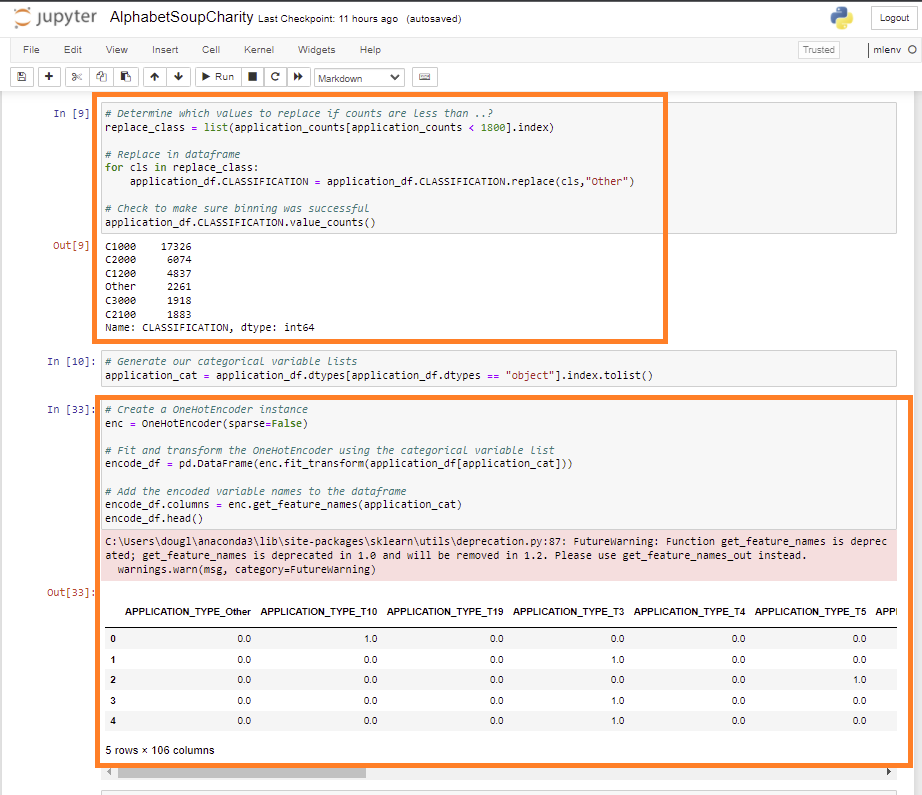 jupyter AlphabetSoupCharity Last Checkpoint: 11 hours ago (autosaved)
Logout
File Edit View Insert Cell Kernel Widgets Help
Trusted
mlenv
Run
Markdown
In [9]
# Determine which values to replace if counts are less than ..?
replace_class = list(application_counts[application_counts < 1800].index)
# Replace in dataframe
for cls in replace_class:
    application_df.CLASSIFICATION = application_df.CLASSIFICATION.replace(cls,"Other")
# Check to make sure binning was successful
application_df.CLASSIFICATION.value_counts()
Out[9]
C1000    17326
C2000     6074
C1200     4837
Other     2261
C3000     1918
C2100     1883
Name: CLASSIFICATION, dtype: int64
In [10]:
# Generate our categorical variable lists
application_cat = application_df.dtypes[application_df.dtypes == "object"].index.tolist()
In [33]:
# Create a OneHotEncoder instance
enc = OneHotEncoder(sparse=False)
# Fit and transform the OneHotEncoder using the categorical variable list
encode_df = pd.DataFrame(enc.fit_transform(application_df[application_cat]))
# Add the encoded variable names to the dataframe
encode_df.columns = enc.get_feature_names(application_cat)
encode_df.head()
C:\Users\dougl\anaconda3\lib\site-packages\sklearn\utils\deprecation.py:87: FutureWarning: Function get_feature_names is deprec
ated; get_feature_names is deprecated in 1.0 and will be removed in 1.2. Please use get_feature_names_out instead.
  warnings.warn(msg, category=FutureWarning)
Out[33]:
APPLICATION_TYPE_Other APPLICATION_TYPE_T10 APPLICATION_TYPE_T19 APPLICATION_TYPE_T3 APPLICATION_TYPE_T4 APPLICATION_TYPE_T5 APPL
0 0.0 1.0 0.0 0.0 0.0 0.0
1 0.0 0.0 0.0 1.0 0.0 0.0
2 0.0 0.0 0.0 0.0 0.0 1.0
3 0.0 0.0 0.0 1.0 0.0 0.0
4 0.0 0.0 0.0 1.0 0.0 0.0
5 rows × 106 columns